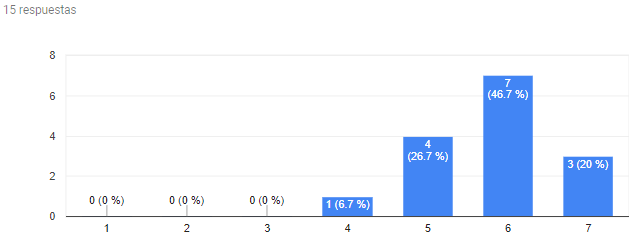 15 respuestas
8
6
4
2
0
0 (0 %)
0 (0 %)
0 (0 %)
1 (6.7 %)
4
(26.7 %)
7
(46.7 %)
3 (20 %)
1 2 3 4 5 6 7